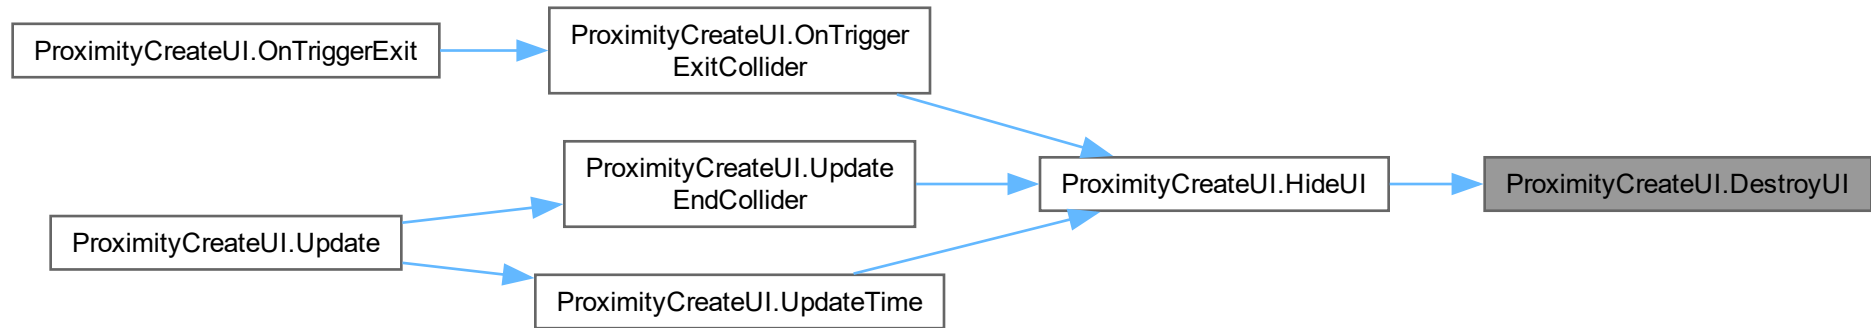 ProximityCreateUI.OnTriggerExit
ProximityCreateUI.OnTrigger
ExitCollider
ProximityCreateUI.Update
EndCollider
ProximityCreateUI.HideUI
ProximityCreateUI.DestroyUI
ProximityCreateUI.Update
ProximityCreateUI.UpdateTime